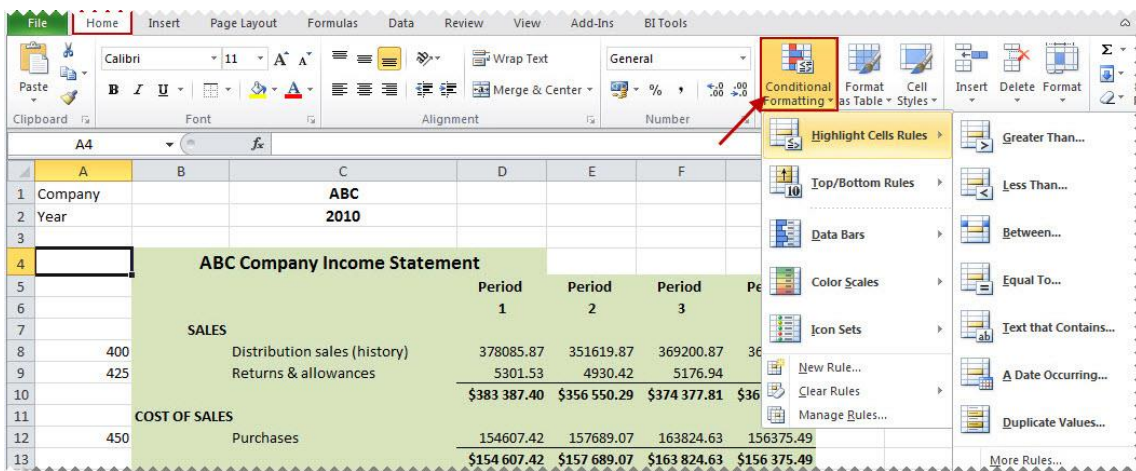 File Home Insert Page Layout Formulas Data Review View Add-Ins BI Tools
Calibri 11 A A Wrap Text General Σ
Paste B I U A Merge & Center % , .00 .0 Conditional Formatting Format as Table Cell Styles Insert Delete Format
Clipboard Font Alignment Number
A4 fx
Highlight Cells Rules
Top/Bottom Rules
Data Bars
Color Scales
Icon Sets
New Rule...
Clear Rules
Manage Rules...
Greater Than...
Less Than...
Between...
Equal To...
Text that Contains...
A Date Occurring...
Duplicate Values...
More Rules...
A B C D E F
1 Company ABC
2 Year 2010
3
4 ABC Company Income Statement
5 Period Period Period Pe
6 1 2 3
7 SALES
8 400 Distribution sales (history) 378085.87 351619.87 369200.87 36
9 425 Returns & allowances 5301.53 4930.42 5176.94
10 $383 387.40 $356 550.29 $374 377.81 $36
11 COST OF SALES
12 450 Purchases 154607.42 157689.07 163824.63 156375.49
13 $154 607.42 $157 689.07 $163 824.63 $156 375.49